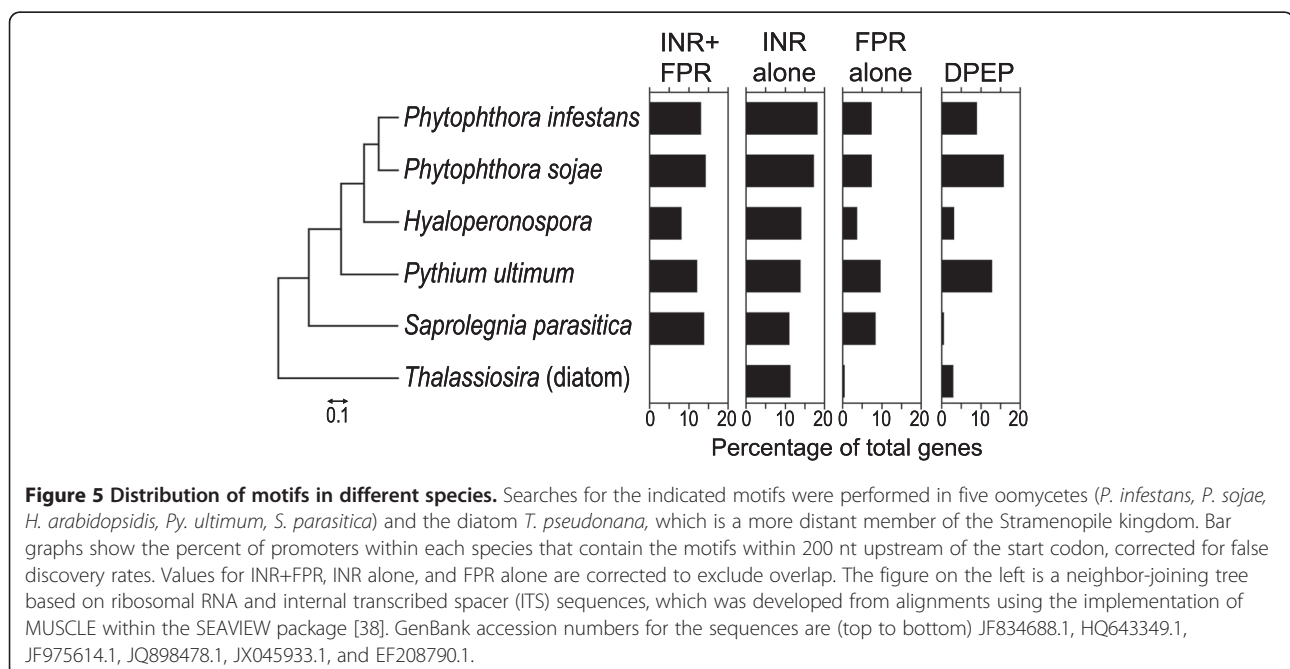 INR+ INR FPR
FPR alone alone DPEP
Phytophthora infestans
Phytophthora sojae
Hyaloperonospora
Pythium ultimum
Saprolegnia parasitica
Thalassiosira (diatom)
0.1
0 10 20 0 10 20 0 10 20 0 10 20
Percentage of total genes
Figure 5 Distribution of motifs in different species. Searches for the indicated motifs were performed in five oomycetes (P. infestans, P. sojae,
H. arabidopsidis, Py. ultimum, S. parasitica) and the diatom T. pseudonana, which is a more distant member of the Stramenopile kingdom. Bar
graphs show the percent of promoters within each species that contain the motifs within 200 nt upstream of the start codon, corrected for false
discovery rates. Values for INR+FPR, INR alone, and FPR alone are corrected to exclude overlap. The figure on the left is a neighbor-joining tree
based on ribosomal RNA and internal transcribed spacer (ITS) sequences, which was developed from alignments using the implementation of
MUSCLE within the SEAVIEW package [38]. GenBank accession numbers for the sequences are (top to bottom) JF834688.1, HQ643349.1,
JF975614.1, JQ898478.1, JX045933.1, and EF208790.1.